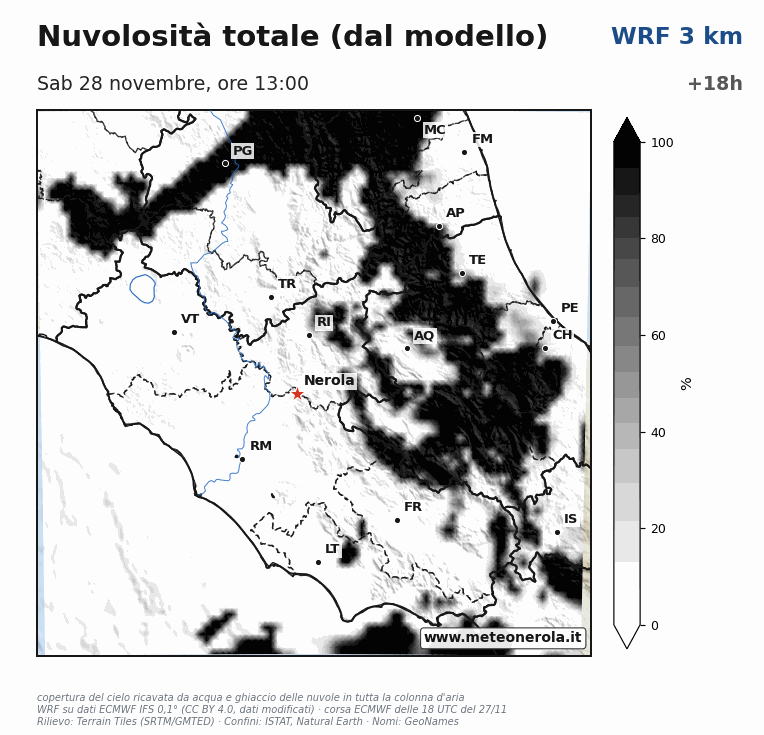 Nuvolosità totale (dal modello)
WRF 3 km
Sab 28 novembre, ore 13:00
+18h
MC
FM
PG
AP
TE
TR
PE
VT
RI
AQ
CH
Nerola
RM
FR
IS
LT
www.meteonerola.it
100
80
60
40
20
0
%
copertura del cielo ricavata da acqua e ghiaccio delle nuvole in tutta la colonna d'aria
WRF su dati ECMWF IFS 0,1° (CC BY 4.0, dati modificati) · corsa ECMWF delle 18 UTC del 27/11
Rilievo: Terrain Tiles (SRTM/GMTED) · Confini: ISTAT, Natural Earth · Nomi: GeoNames